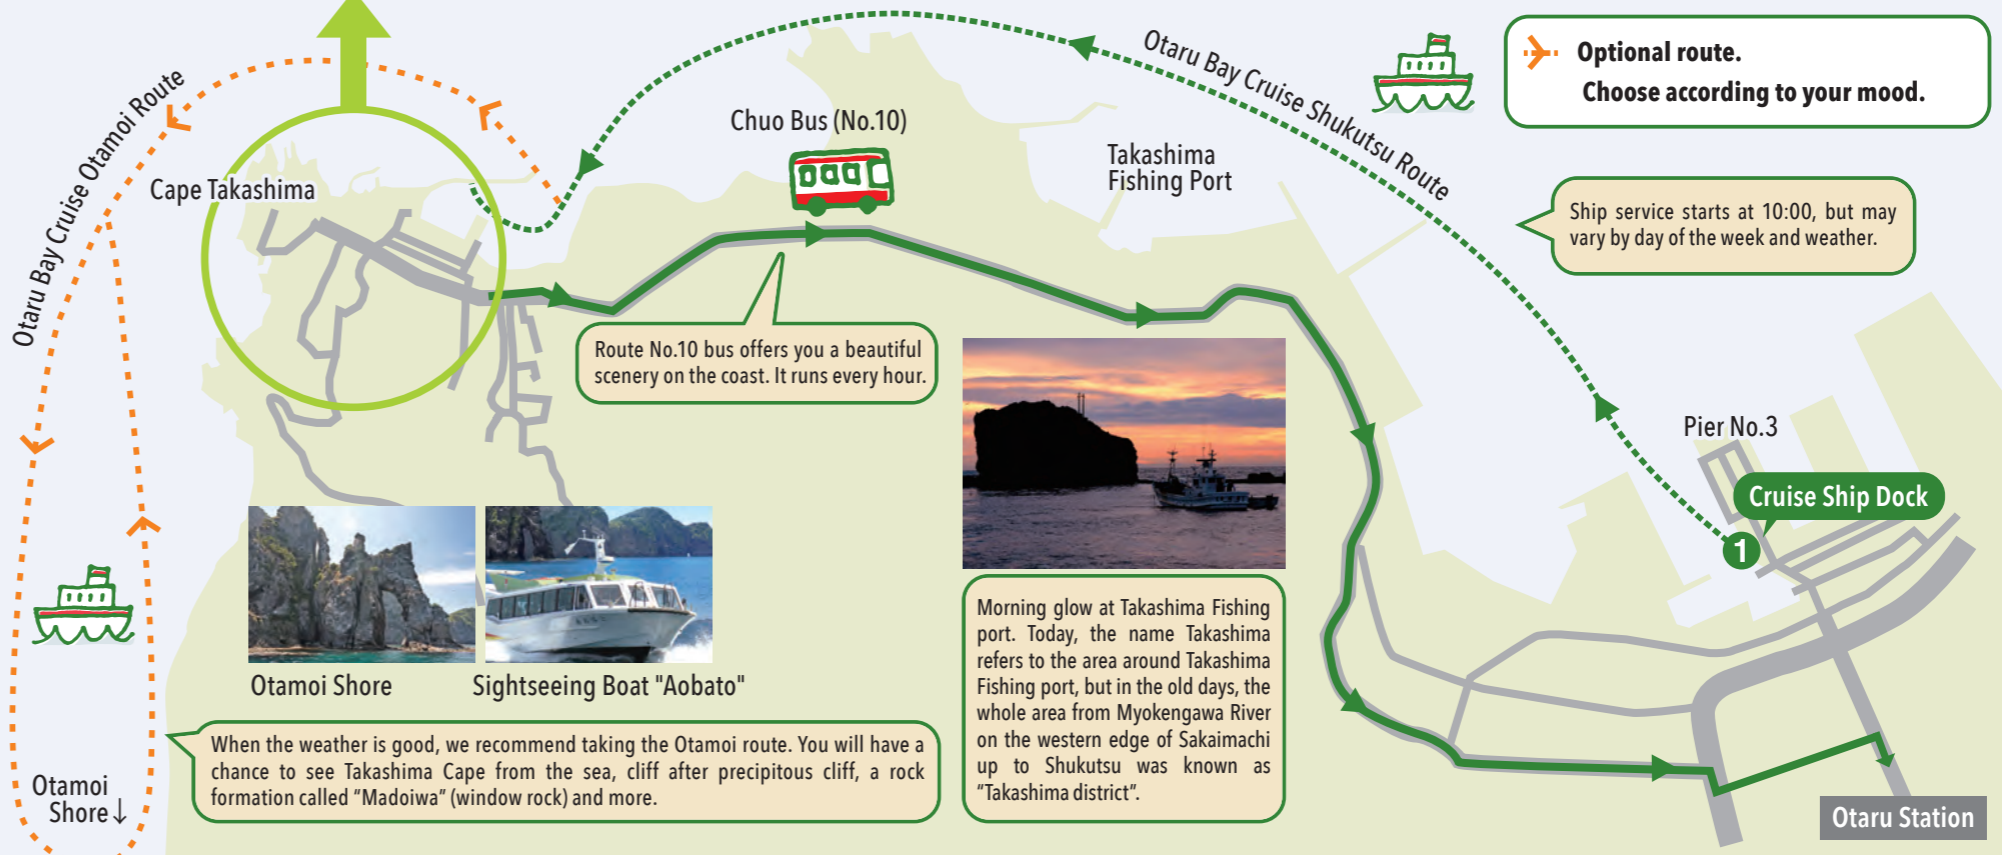 Otaru Bay Cruise Otamoi Route
Cape Takashima
Chuo Bus (No.10)
Otaru Bay Cruise Shukutsu Route
Takashima
Fishing Port
Optional route.
Choose according to your mood.
Ship service starts at 10:00, but may
vary by day of the week and weather.
Route No.10 bus offers you a beautiful
scenery on the coast. It runs every hour.
Pier No.3
Cruise Ship Dock
1
Otamoi Shore
Sightseeing Boat "Aobato"
Morning glow at Takashima Fishing
port. Today, the name Takashima
refers to the area around Takashima
Fishing port, but in the old days, the
whole area from Myokengawa River
on the western edge of Sakaimachi
up to Shukutsu was known as
"Takashima district".
When the weather is good, we recommend taking the Otamoi route. You will have a
chance to see Takashima Cape from the sea, cliff after precipitous cliff, a rock
formation called "Madoiwa" (window rock) and more.
Otamoi
Shore↓
Otaru Station